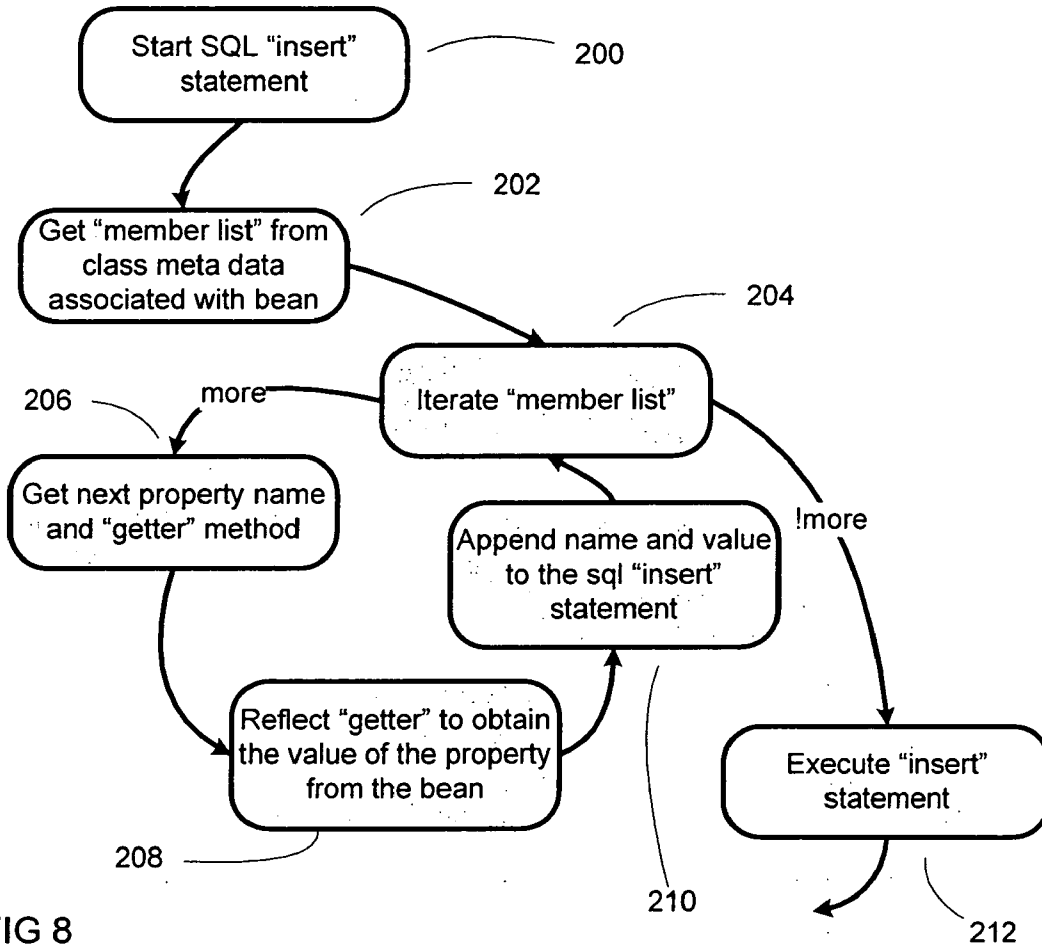 Start SQL “insert”
statement
200
202
Get “member list” from
class meta data
associated with bean
204
Iterate “member list”
more
206
Get next property name
and “getter” method
!more
Append name and value
to the sql “insert”
statement
Reflect “getter” to obtain
the value of the property
from the bean
Execute “insert”
statement
208
210
212
IG 8